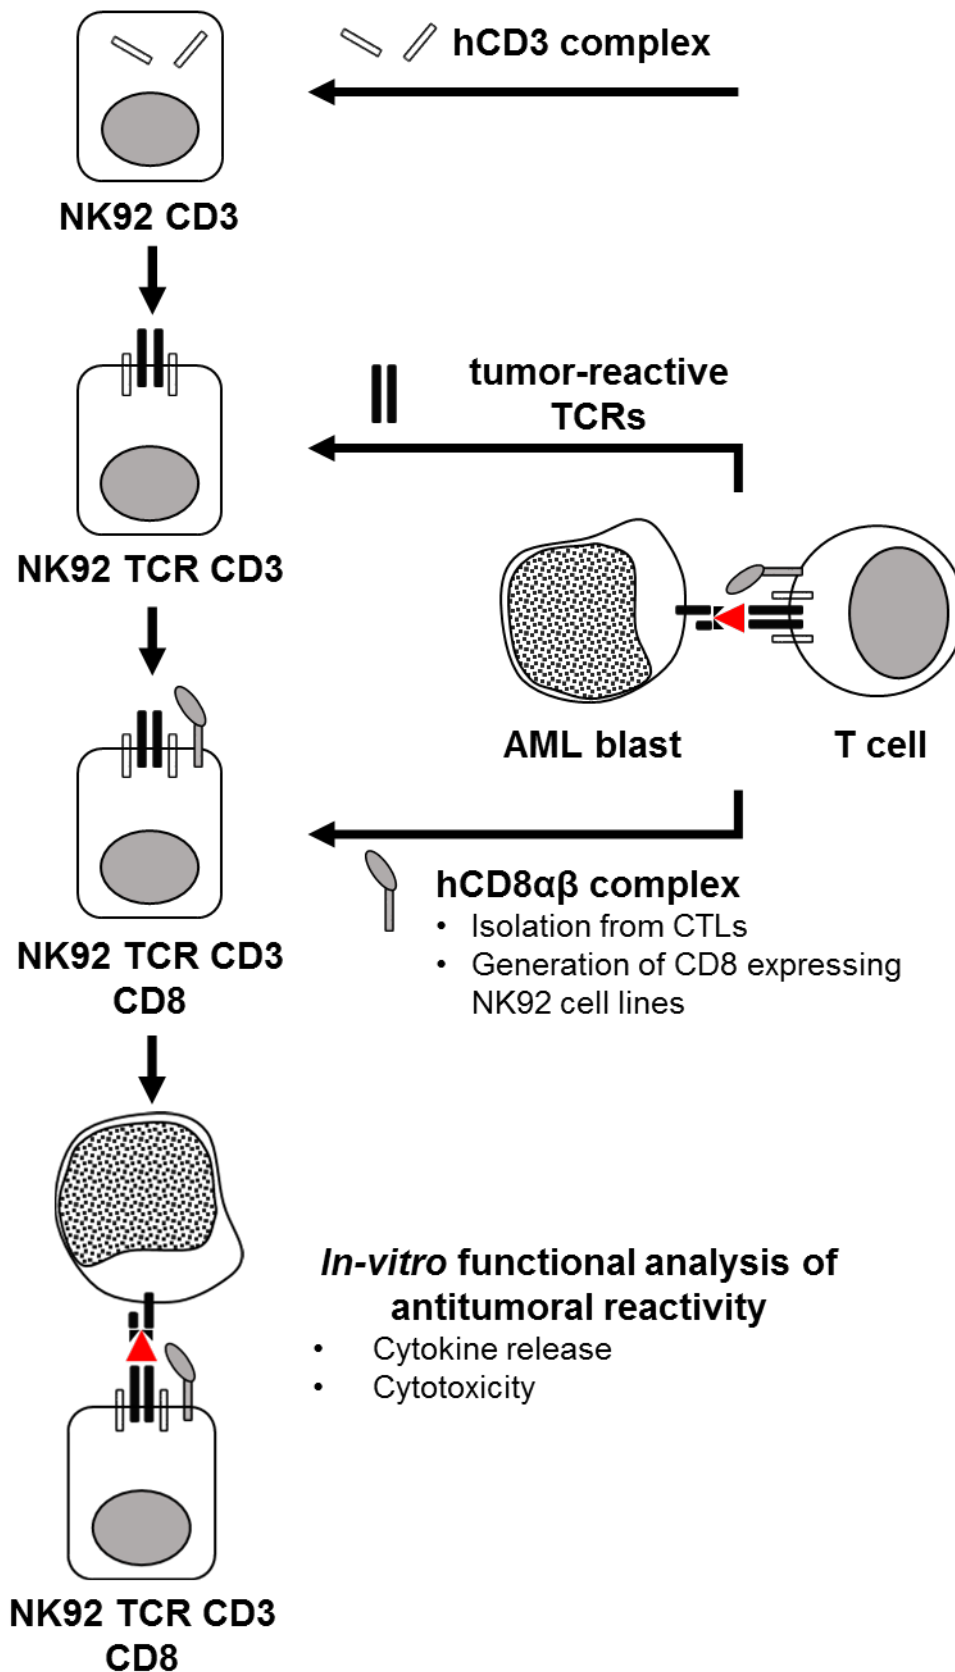 hCD3 complex
NK92 CD3
tumor-reactive
TCRs
NK92 TCR CD3
AML blast
T cell
hCD8αβ complex
• Isolation from CTLs
• Generation of CD8 expressing
NK92 cell lines
NK92 TCR CD3
CD8
In-vitro functional analysis of
antitumoral reactivity
• Cytokine release
• Cytotoxicity
NK92 TCR CD3
CD8